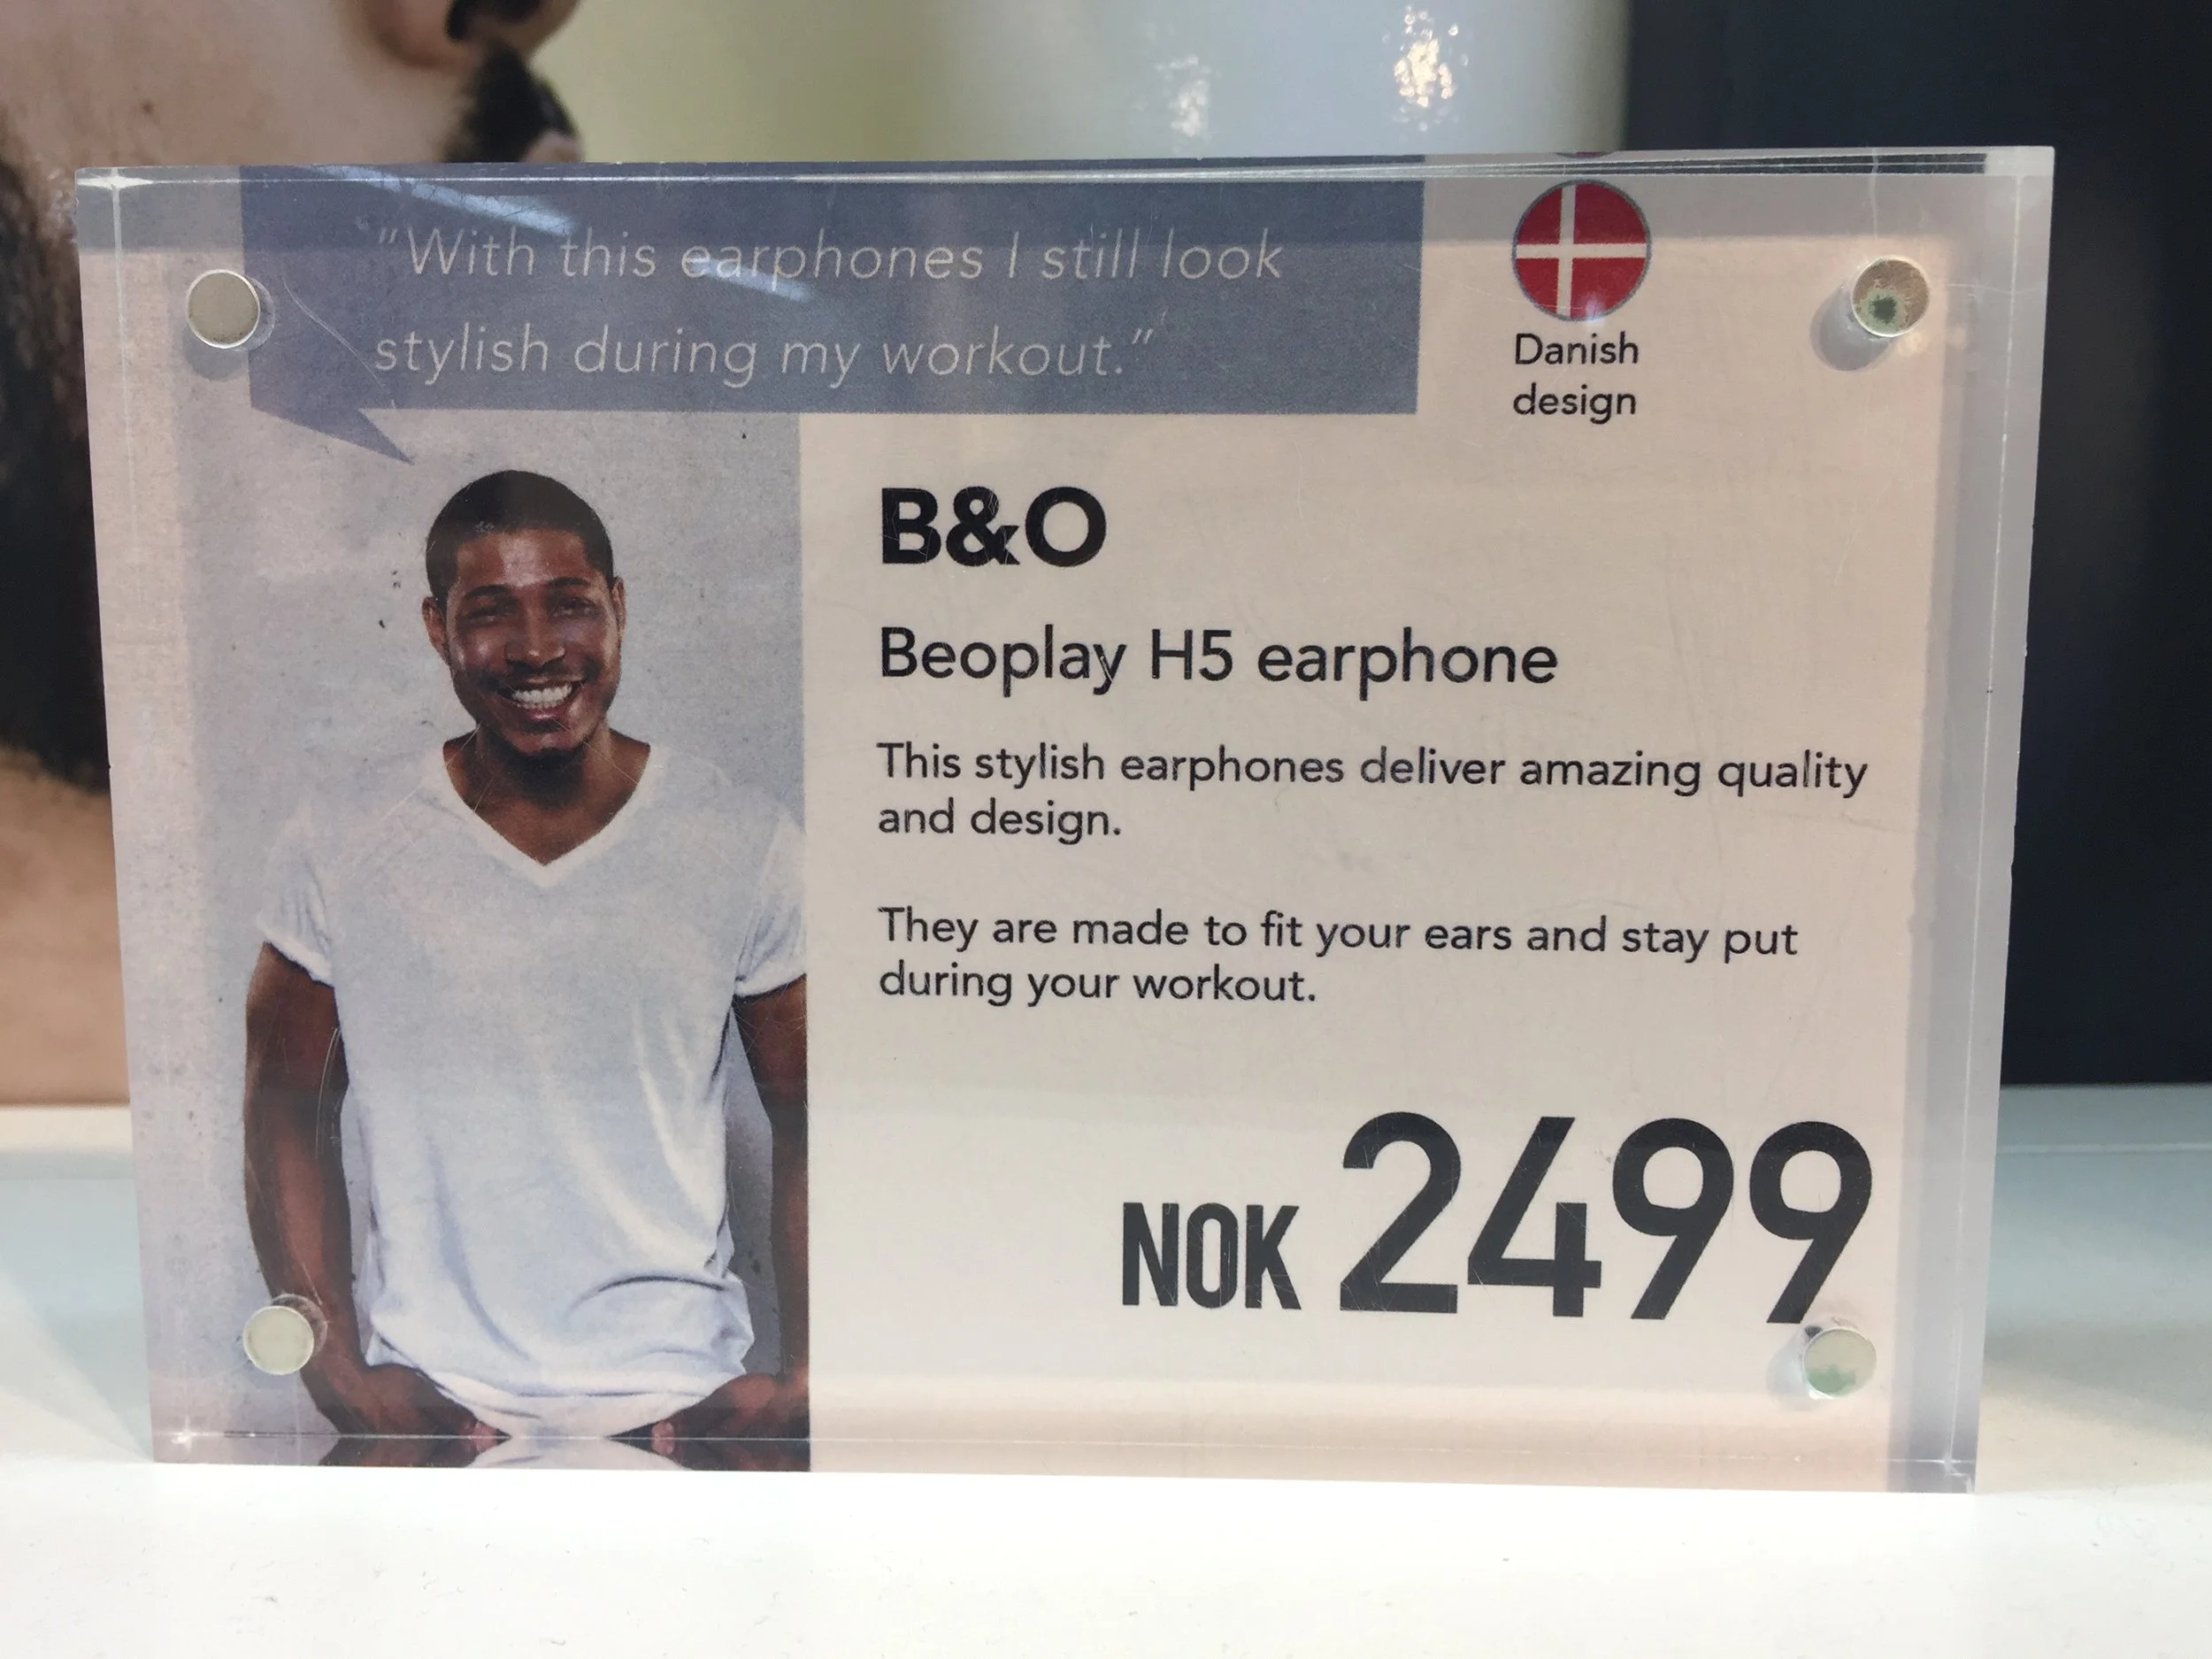 "With this earphones I still look
stylish during my workout."
Danish
design
B&O
Beoplay H5 earphone
This stylish earphones deliver amazing quality
and design.
They are made to fit your ears and stay put
during your workout.
NOK 2499